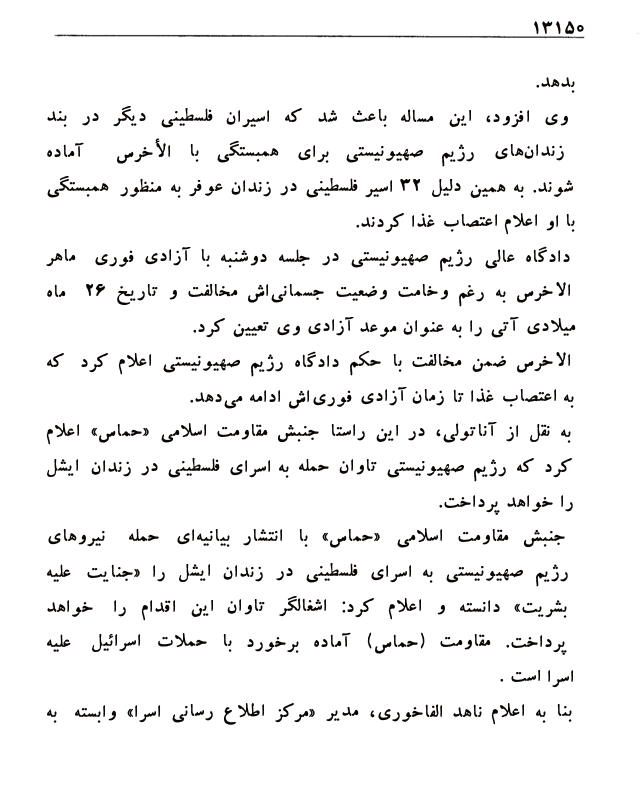 ۱۳۱۵۰
بدهد.
وی افزود، این مساله باعث شد که اسیران فلسطینی دیگر در بند
زندان‌های رژیم صهیونیستی برای همبستگی با الأخرس آماده
شوند. به همین دلیل ۳۲ اسیر فلسطینی در زندان عوفر به منظور همبستگی
با او اعلام اعتصاب غذا کردند.
دادگاه عالی رژیم صهیونیستی در جلسه دوشنبه با آزادی فوری ماهر
الاخرس به رغم وخامت وضعیت جسمانی‌اش مخالفت و تاریخ ۲۶ ماه
میلادی آتی را به عنوان موعد آزادی وی تعیین کرد.
الاخرس ضمن مخالفت با حکم دادگاه رژیم صهیونیستی اعلام کرد که
به اعتصاب غذا تا زمان آزادی فوری‌اش ادامه می‌دهد.
به نقل از آناتولی، در این راستا جنبش مقاومت اسلامی «حماس» اعلام
کرد که رژیم صهیونیستی تاوان حمله به اسرای فلسطینی در زندان ایشل
را خواهد پرداخت.
جنبش مقاومت اسلامی «حماس» با انتشار بیانیه‌ای حمله نیروهای
رژیم صهیونیستی به اسرای فلسطینی در زندان ایشل را «جنایت علیه
بشریت» دانسته و اعلام کرد: اشغالگر تاوان این اقدام را خواهد
پرداخت. مقاومت (حماس) آماده برخورد با حملات اسرائیل علیه
اسرا است .
بنا به اعلام ناهد الفاخوری، مدیر «مرکز اطلاع رسانی اسرا» وابسته به